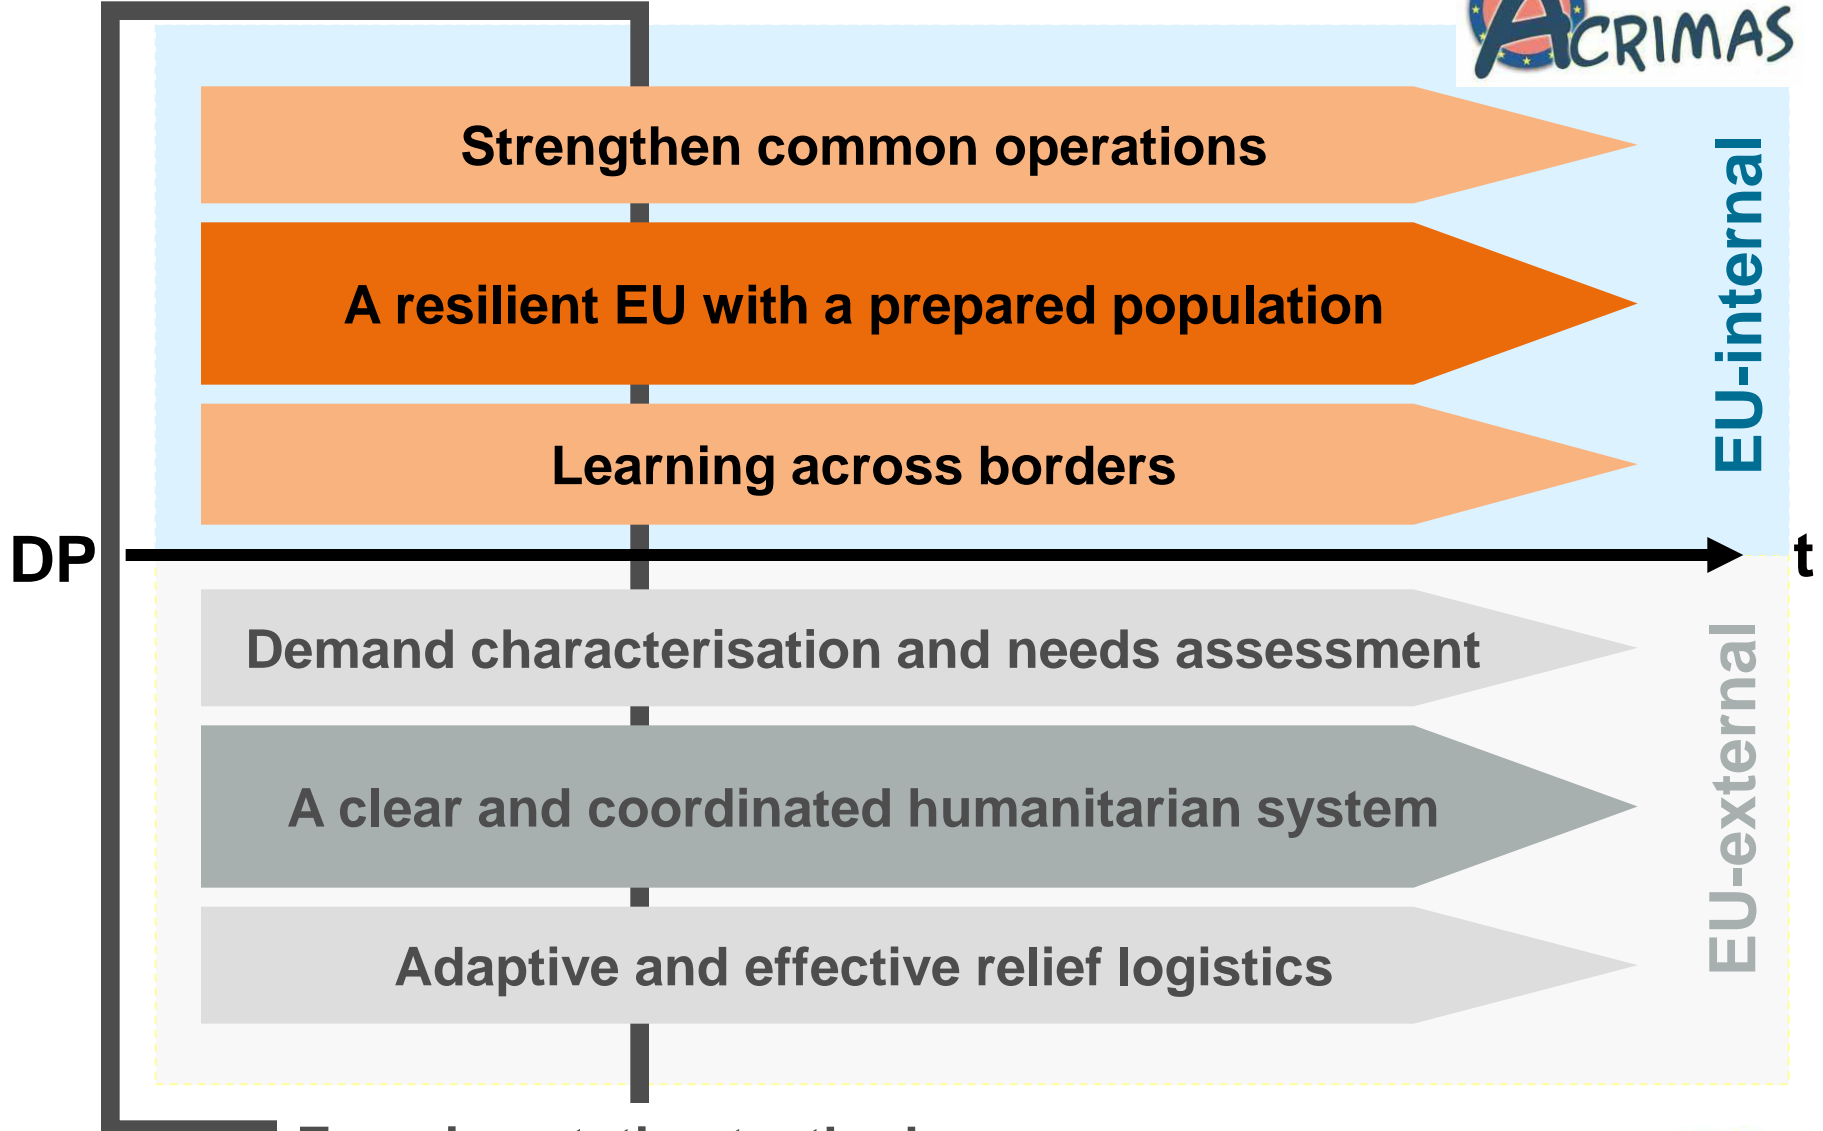 ACRIMAS
Strengthen common operations
A resilient EU with a prepared population
Learning across borders
EU-internal
DP
t
Demand characterisation and needs assessment
A clear and coordinated humanitarian system
Adaptive and effective relief logistics
EU-external